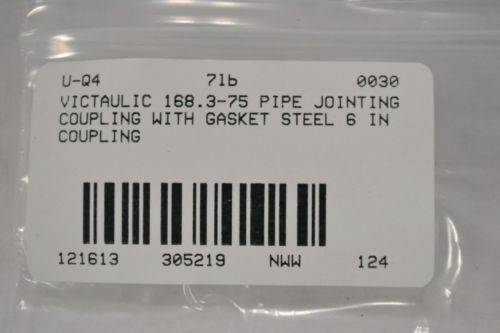 U-Q4 71b 0030
VICTAULIC 168.3-75 PIPE JOINTING
COUPLING WITH GASKET STEEL 6 IN
COUPLING
121613 305219 NWW 124